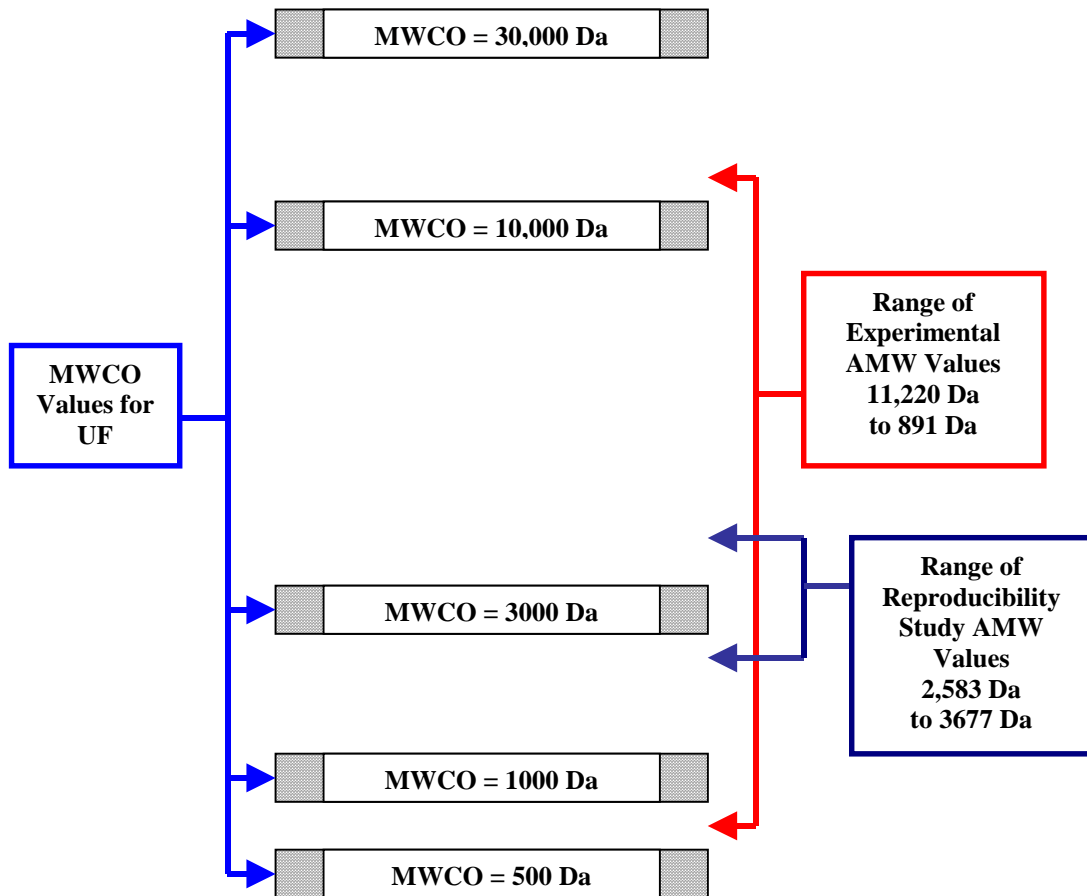 MWCO = 30,000 Da
MWCO = 10,000 Da
Range of
Experimental
AMW Values
11,220 Da
to 891 Da
MWCO
Values for
UF
Range of
Reproducibility
Study AMW
Values
2,583 Da
to 3677 Da
MWCO = 3000 Da
MWCO = 1000 Da
MWCO = 500 Da